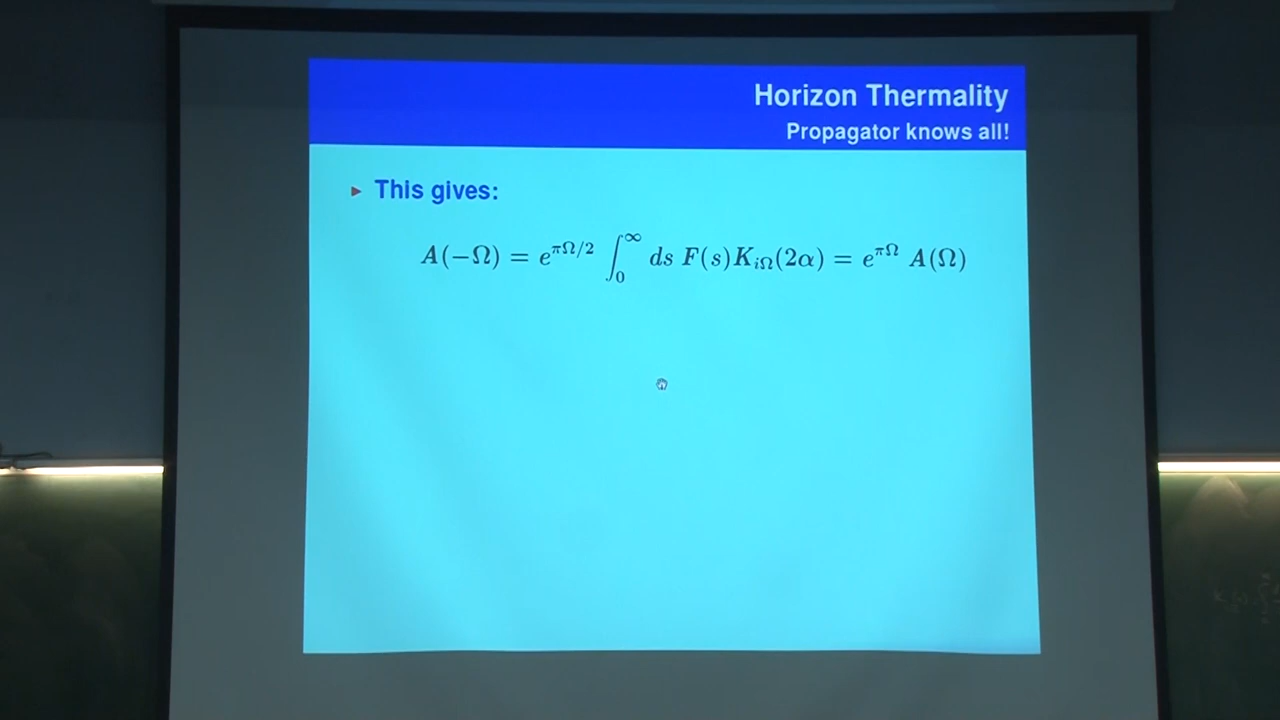 Horizon Thermality
Propagator knows all!
This gives:
A(−Ω) = e^{πΩ/2} ∫_0^∞ ds F(s)K_{iΩ}(2α) = e^{πΩ} A(Ω)